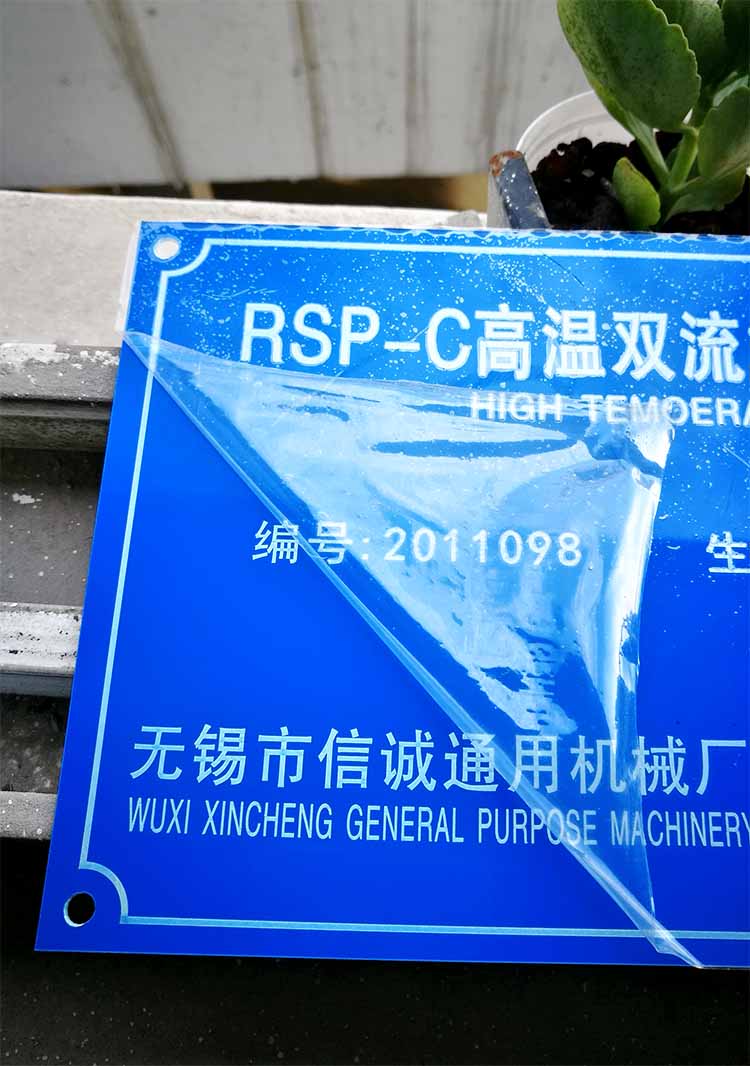 RSP-C高温双流
HIGH TEMOERA
编号:2011098 生
无锡市信诚通用机械厂
WUXI XINCHENG GENERAL PURPOSE MACHINERY